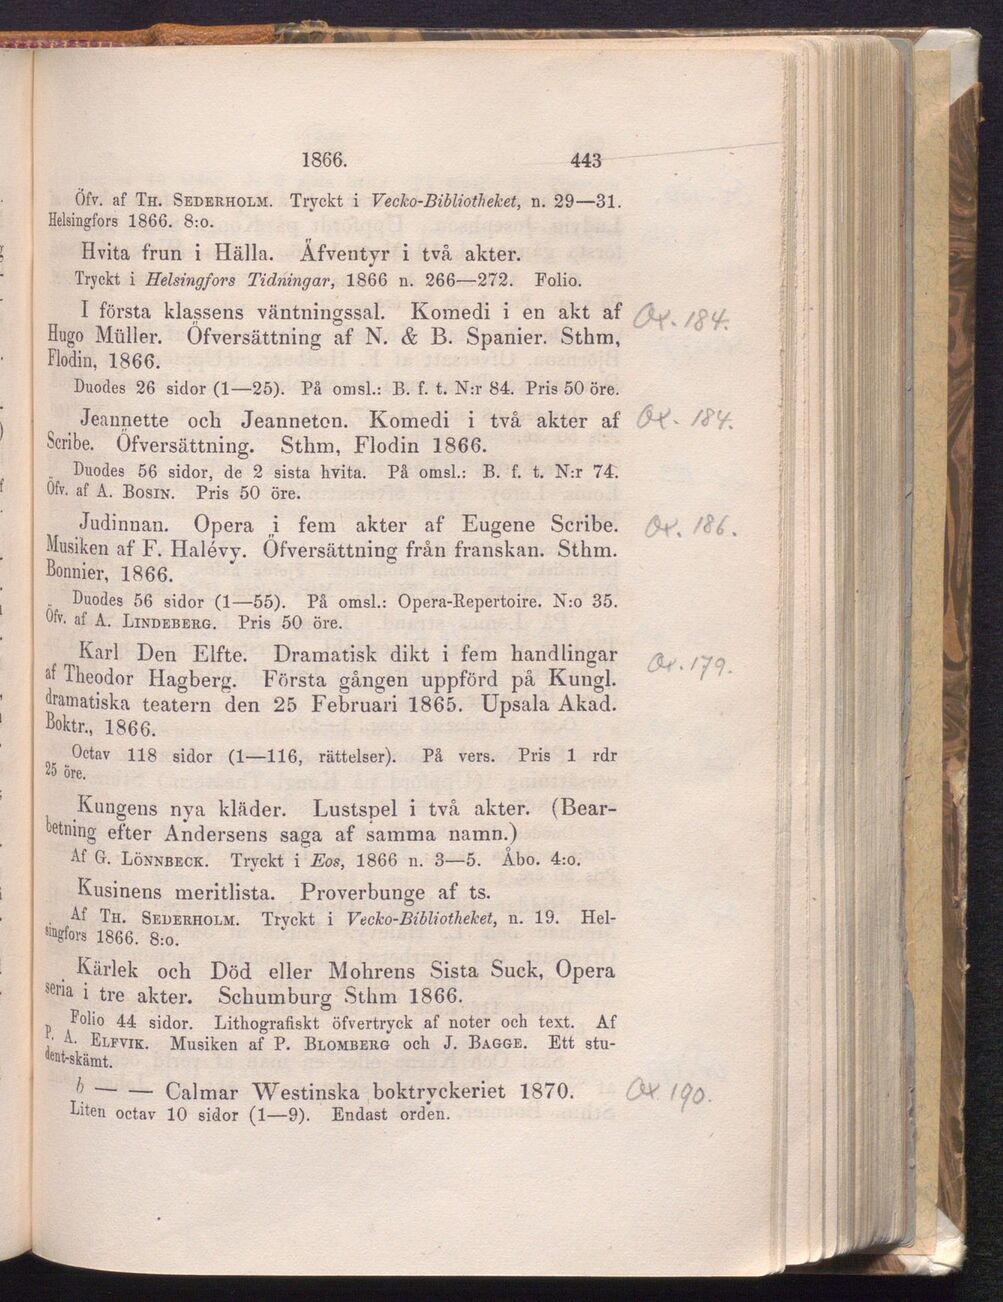 1866. 443
Öfv. af Th. Sederholm. Tryckt i Vecko-Bibliotheket, n. 29—31.
Helsingfors 1866. 8:o.
Hvita frun i Hälla. Äfventyr i två akter.
Tryckt i Helsingfors Tidningar, 1866 n. 266—272. Folio.
I första klassens väntningssal. Komedi i en akt af Ox. 184.
Hugo Müller. Öfversättning af N. & B. Spanier. Sthm,
Flodin, 1866.
Duodes 26 sidor (1—25). På omsl.: B. f. t. N:r 84. Pris 50 öre.
Jeannette och Jeanneton. Komedi i två akter af Ox. 184.
Scribe. Öfversättning. Sthm, Flodin 1866.
Duodes 56 sidor, de 2 sista hvita. På omsl.: B. f. t. N:r 74.
Öfv. af A. Bosin. Pris 50 öre.
Judinnan. Opera i fem akter af Eugene Scribe. Ox. 186.
Musiken af F. Halévy. Öfversättning från franskan. Sthm.
Bonnier, 1866.
Duodes 56 sidor (1—55). På omsl.: Opera-Repertoire. N:o 35.
Öfv. af A. Lindeberg. Pris 50 öre.
Karl Den Elfte. Dramatisk dikt i fem handlingar Ox. 179.
af Theodor Hagberg. Första gången uppförd på Kungl.
dramatiska teatern den 25 Februari 1865. Upsala Akad.
Boktr., 1866.
Octav 118 sidor (1—116, rättelser). På vers. Pris 1 rdr
25 öre.
Kungens nya kläder. Lustspel i två akter. (Bear-
betning efter Andersens saga af samma namn.)
Af G. Lönnbeck. Tryckt i Eos, 1866 n. 3—5. Åbo. 4:o.
Kusinens meritlista. Proverbunge af ts.
Af Th. Sederholm. Tryckt i Vecko-Bibliotheket, n. 19. Hel-
singfors 1866. 8:o.
Kärlek och Död eller Mohrens Sista Suck, Opera
seria i tre akter. Schumburg Sthm 1866.
Folio 44 sidor. Lithografiskt öfvertryck af noter och text. Af
P. A. Elfvik. Musiken af P. Blomberg och J. Bagge. Ett stu-
dent-skämt.
b — — Calmar Westinska boktryckeriet 1870. Ox. 190.
Liten octav 10 sidor (1—9). Endast orden.